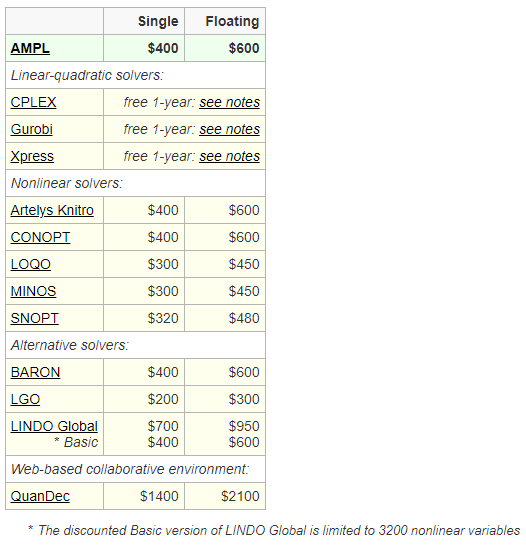 Single Floating
AMPL $400 $600
Linear-quadratic solvers:
CPLEX free 1-year: see notes
Gurobi free 1-year: see notes
Xpress free 1-year: see notes
Nonlinear solvers:
Artelys Knitro $400 $600
CONOPT $400 $600
LOQO $300 $450
MINOS $300 $450
SNOPT $320 $480
Alternative solvers:
BARON $400 $600
LGO $200 $300
LINDO Global $700 $950
* Basic $400 $600
Web-based collaborative environment:
QuanDec $1400 $2100
* The discounted Basic version of LINDO Global is limited to 3200 nonlinear variables